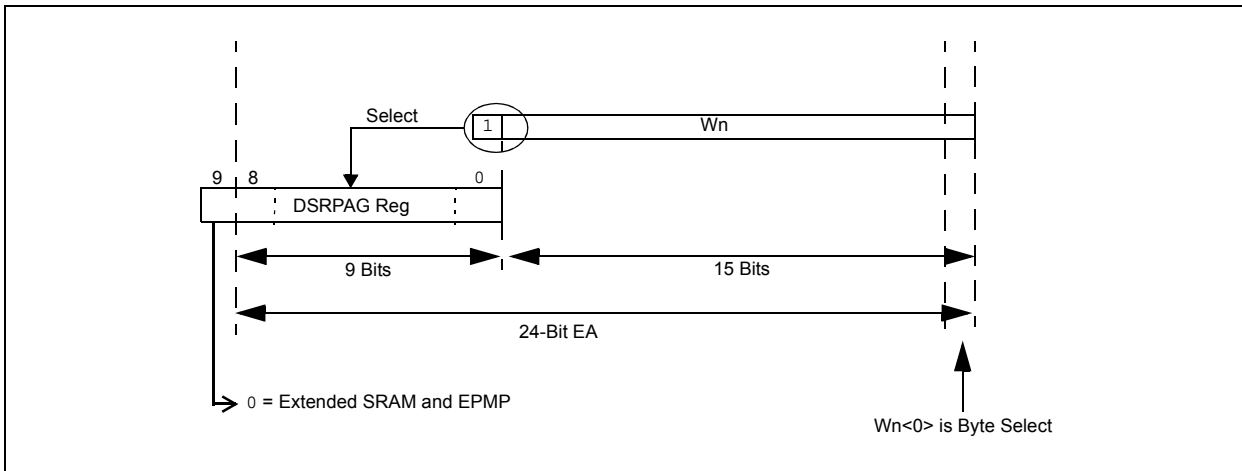 Select
1
Wn
9
8
0
DSRPAG Reg
9 Bits
15 Bits
24-Bit EA
0 = Extended SRAM and EPMP
Wn<0> is Byte Select